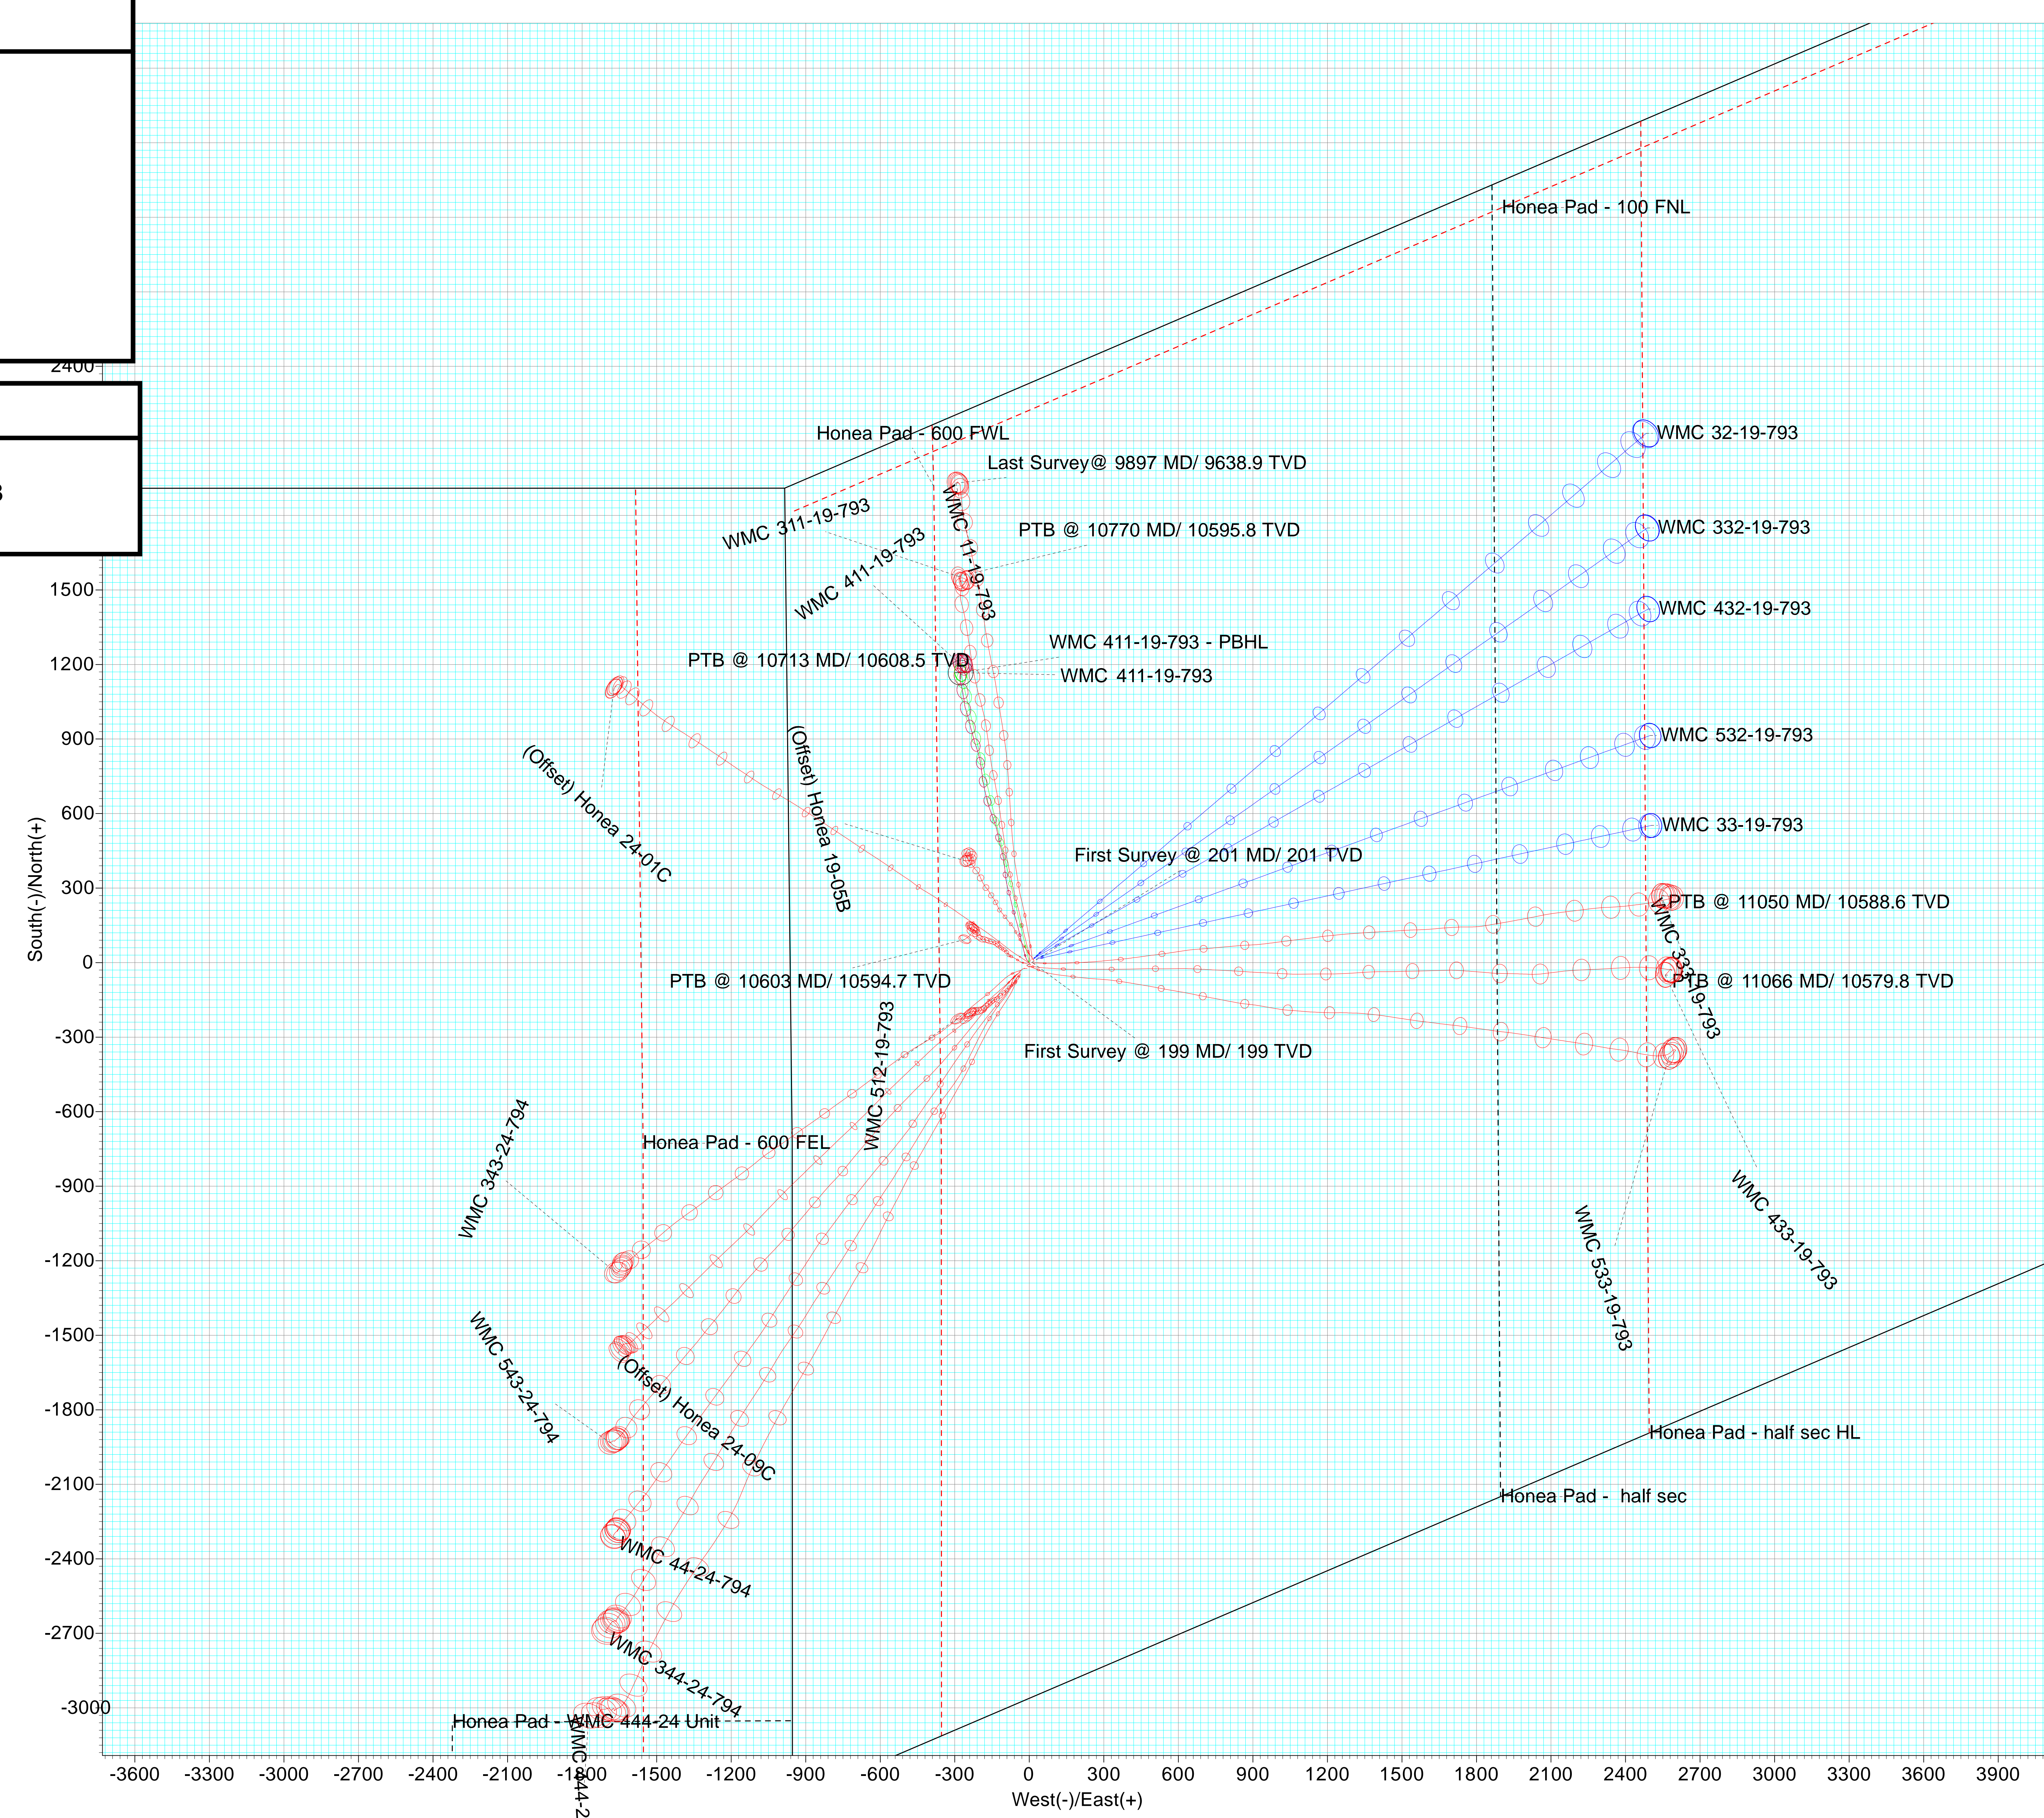 Honea Pad - 100 FNL
2400
Honea Pad - 600 FWL
WMC 32-19-793
Last Survey@ 9897 MD/ 9638.9 TVD
WMC 311-19-793
WMC 11-19-793
PTB @ 10770 MD/ 10595.8 TVD
WMC 332-19-793
WMC 411-19-793
1500
WMC 432-19-793
WMC 411-19-793 - PBHL
1200
PTB @ 10713 MD/ 10608.5 TVD
WMC 411-19-793
900
WMC 532-19-793
(Offset) Honea 24-01C
(Offset) Honea 19-05B
600
WMC 33-19-793
First Survey @ 201 MD/ 201 TVD
300
PTB @ 11050 MD/ 10588.6 TVD
WMC 333-19-793
South(-)/North(+)
0
PTB @ 10603 MD/ 10594.7 TVD
PTB @ 11066 MD/ 10579.8 TVD
-300
First Survey @ 199 MD/ 199 TVD
WMC 512-19-793
-600
Honea Pad - 600 FEL
WMC 343-24-794
-900
WMC 433-19-793
-1200
WMC 533-19-793
-1500
WMC 543-24-794
(Offset) Honea 24-09C
-1800
Honea Pad - half sec HL
-2100
Honea Pad -  half sec
-2400
WMC 44-24-794
-2700
WMC 344-24-794
-3000
Honea Pad - WMC 444-24 Unit
WMC 444-2
-3600 -3300 -3000 -2700 -2400 -2100 -1800 -1500 -1200 -900 -600 -300 0 300 600 900 1200 1500 1800 2100 2400 2700 3000 3300 3600 3900
West(-)/East(+)